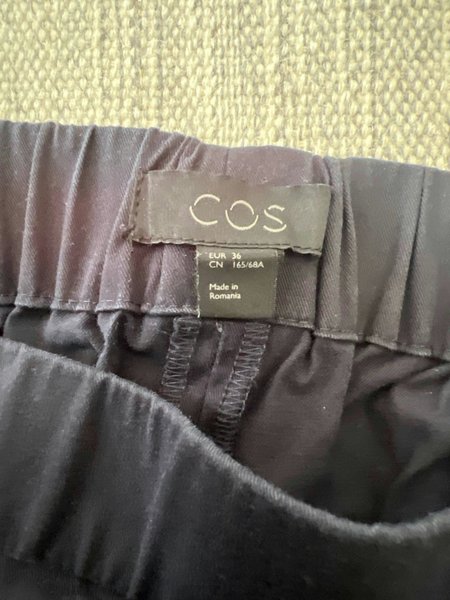 COS
EUR 36
CN 165/68A
Made in
Romania